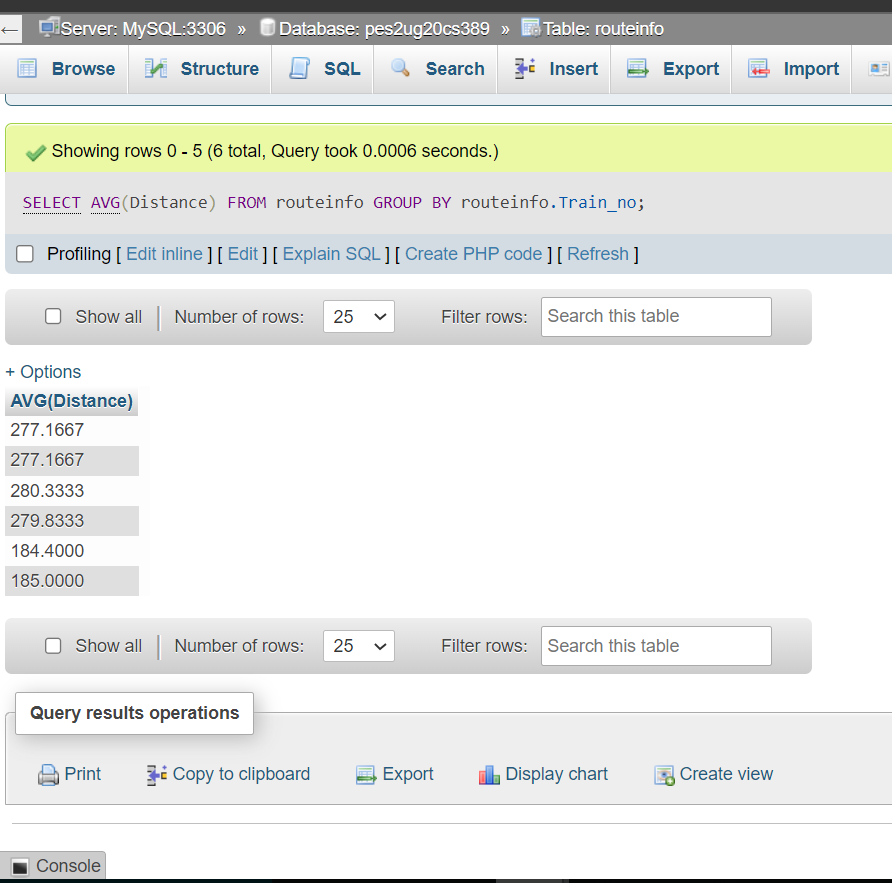 ← Server: MySQL:3306 » Database: pes2ug20cs389 » Table: routeinfo
Browse Structure SQL Search Insert Export Import
Showing rows 0 - 5 (6 total, Query took 0.0006 seconds.)
SELECT AVG(Distance) FROM routeinfo GROUP BY routeinfo.Train_no;
Profiling [ Edit inline ] [ Edit ] [ Explain SQL ] [ Create PHP code ] [ Refresh ]
Show all | Number of rows: 25 Filter rows: Search this table
+ Options
AVG(Distance)
277.1667
277.1667
280.3333
279.8333
184.4000
185.0000
Show all | Number of rows: 25 Filter rows: Search this table
Query results operations
Print Copy to clipboard Export Display chart Create view
Console